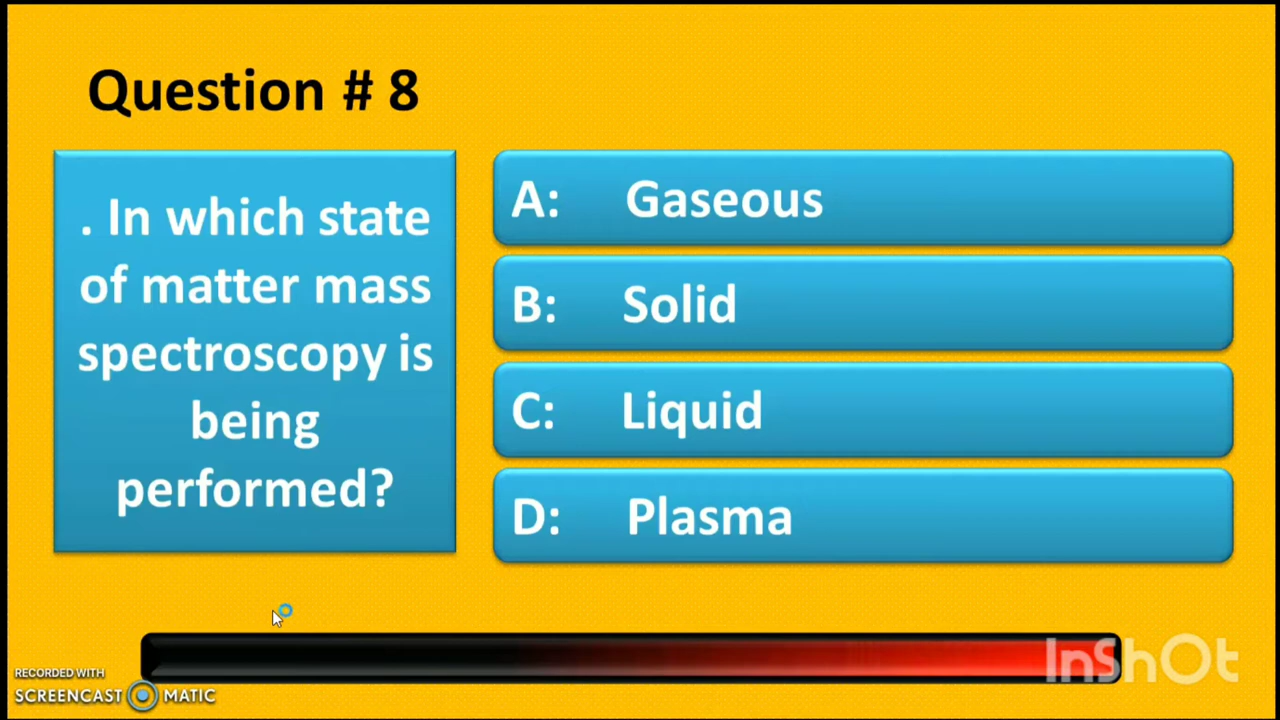 Question # 8
. In which state
of matter mass
spectroscopy is
being
performed?
A: Gaseous
B: Solid
C: Liquid
D: Plasma
RECORDED WITH
SCREENCAST MATIC
InShOt